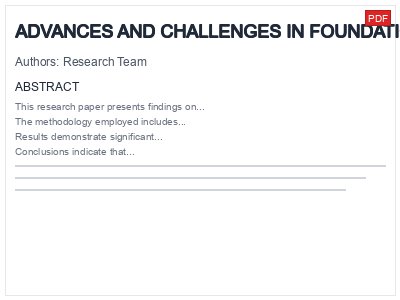 PDF
ADVANCES AND CHALLENGES IN FOUNDATI
Authors: Research Team
ABSTRACT
This research paper presents findings on...
The methodology employed includes...
Results demonstrate significant...
Conclusions indicate that...